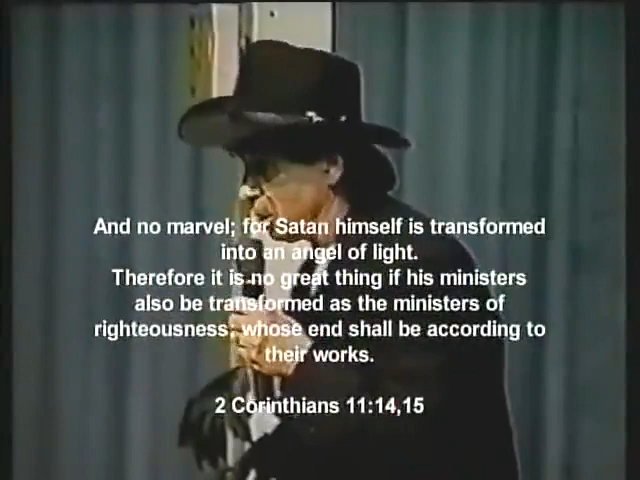 And no marvel; for Satan himself is transformed
into an angel of light.
Therefore it is no great thing if his ministers
also be transformed as the ministers of
righteousness; whose end shall be according to
their works.
2 Corinthians 11:14,15